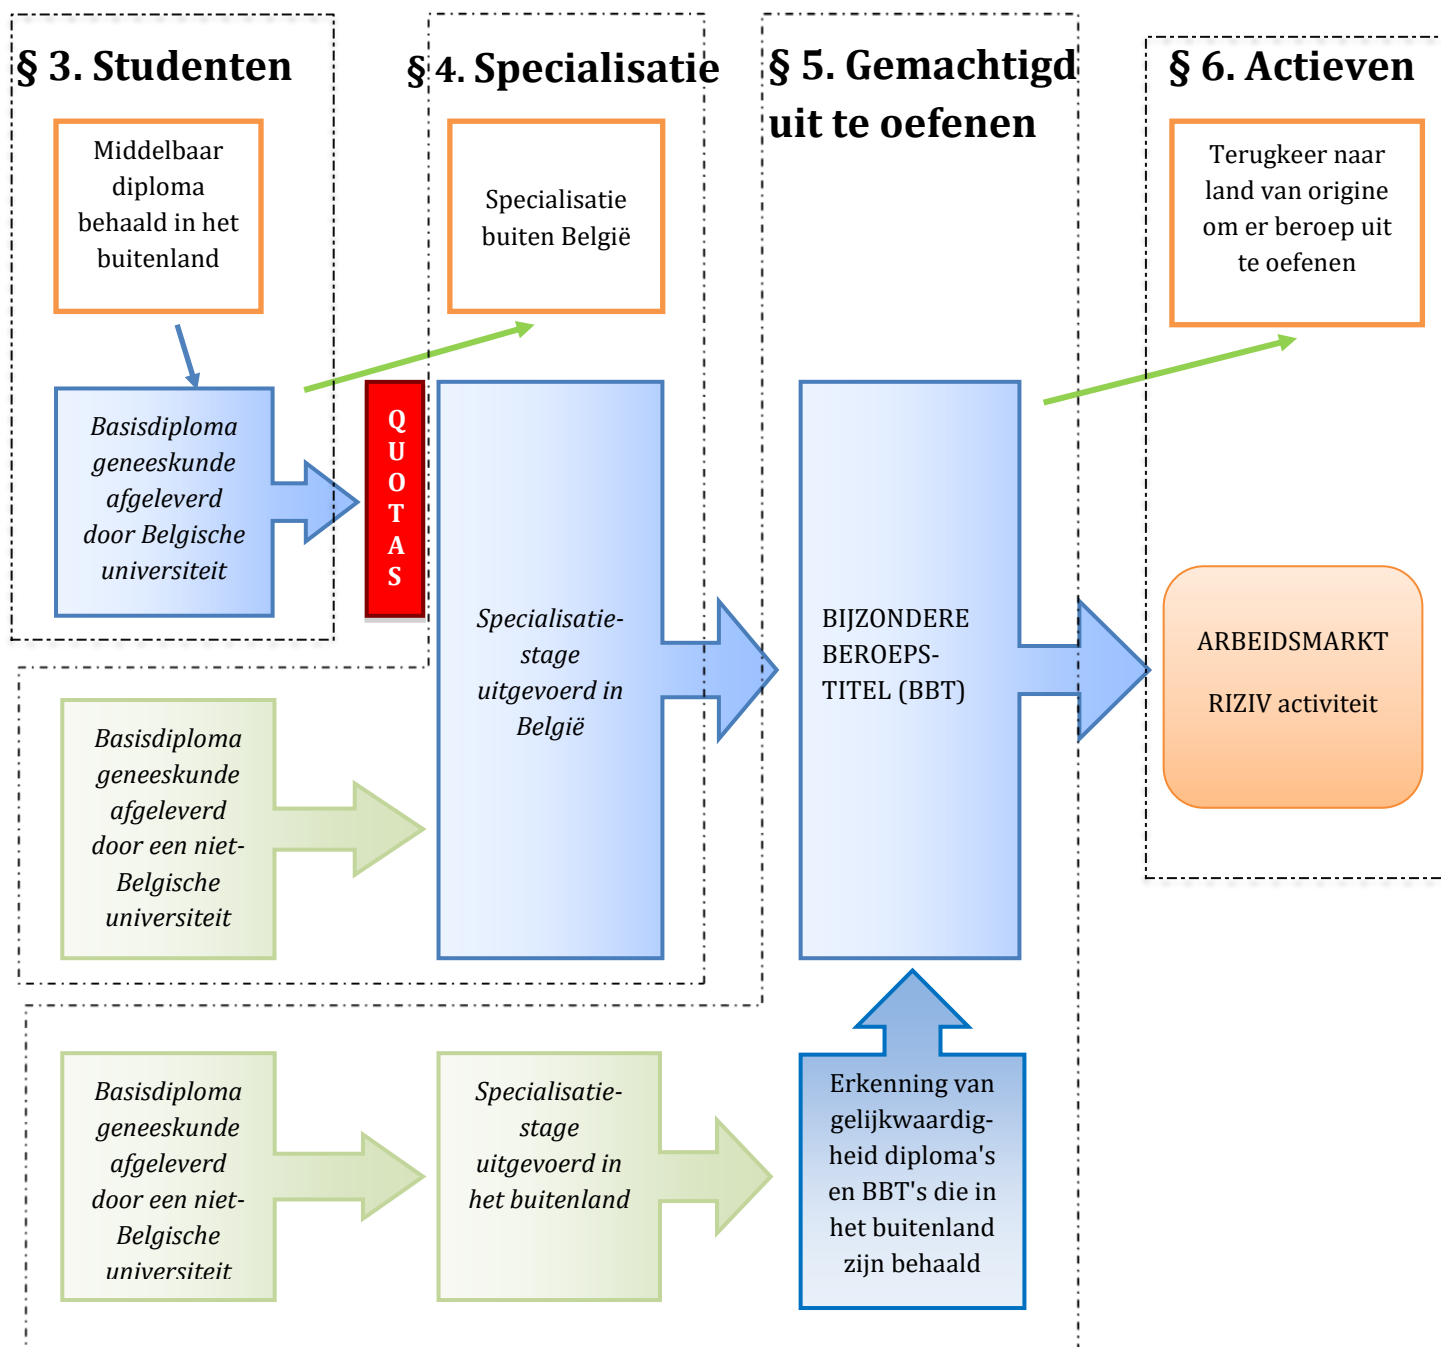 § 3. Studenten
Middelbaar
diploma
behaald in het
buitenland
Basisdiploma
geneeskunde
afgeleverd
door Belgische
universiteit
Q
U
O
T
A
S
§ 4. Specialisatie
Specialisatie
buiten België
Specialisatie-
stage
uitgevoerd in
België
Basisdiploma
geneeskunde
afgeleverd
door een niet-
Belgische
universiteit
§ 5. Gemachtigd
uit te oefenen
BIJZONDERE
BEROEPS-
TITEL (BBT)
Basisdiploma
geneeskunde
afgeleverd
door een niet-
Belgische
universiteit
Specialisatie-
stage
uitgevoerd in
het buitenland
Erkenning van
gelijkwaardig-
heid diploma's
en BBT's die in
het buitenland
zijn behaald
§ 6. Actieven
Terugkeer naar
land van origine
om er beroep uit
te oefenen
ARBEIDSMARKT
RIZIV activiteit